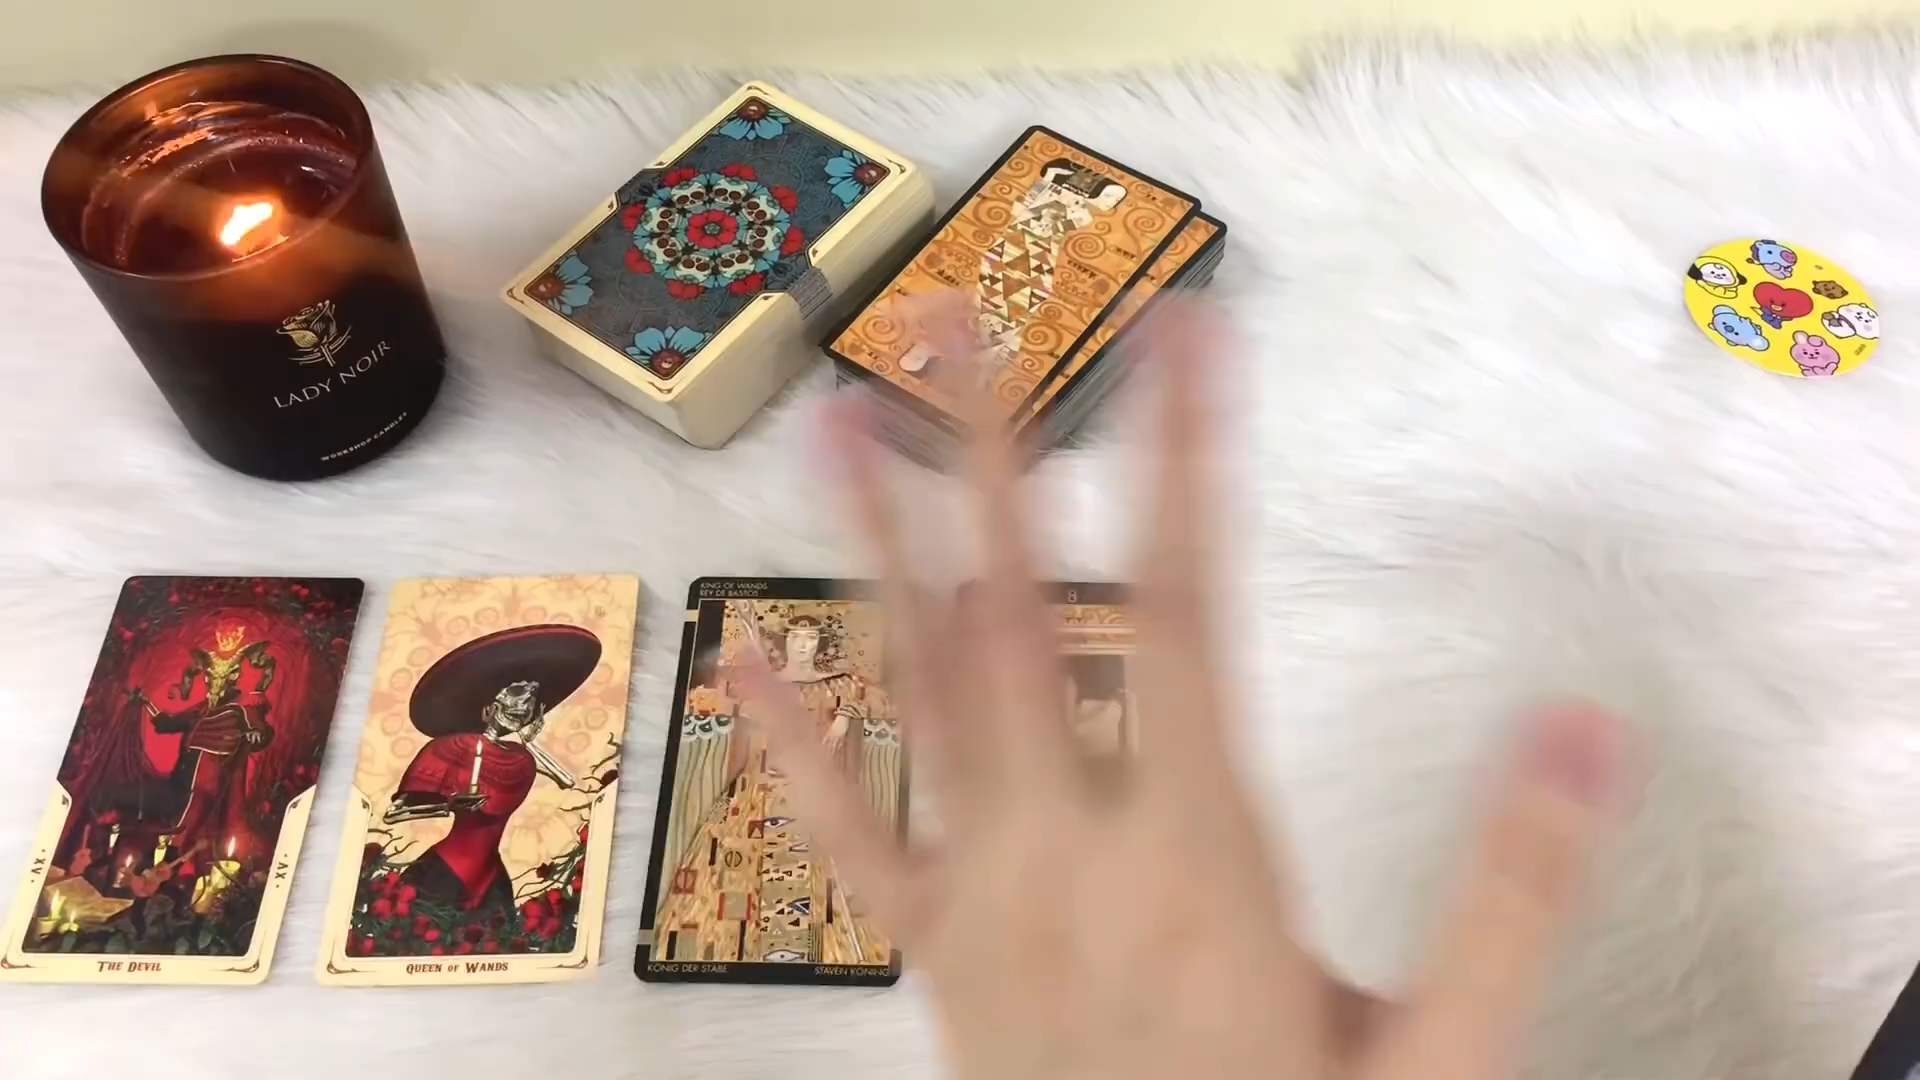 LADY NOIR
WORKSHOP CANDLES
KING OF WANDS
REY DE BASTOS
8
· XV ·
· XV ·
THE DEVIL
QUEEN OF WANDS
KÖNIG DER STÄBE
STAVEN KONING